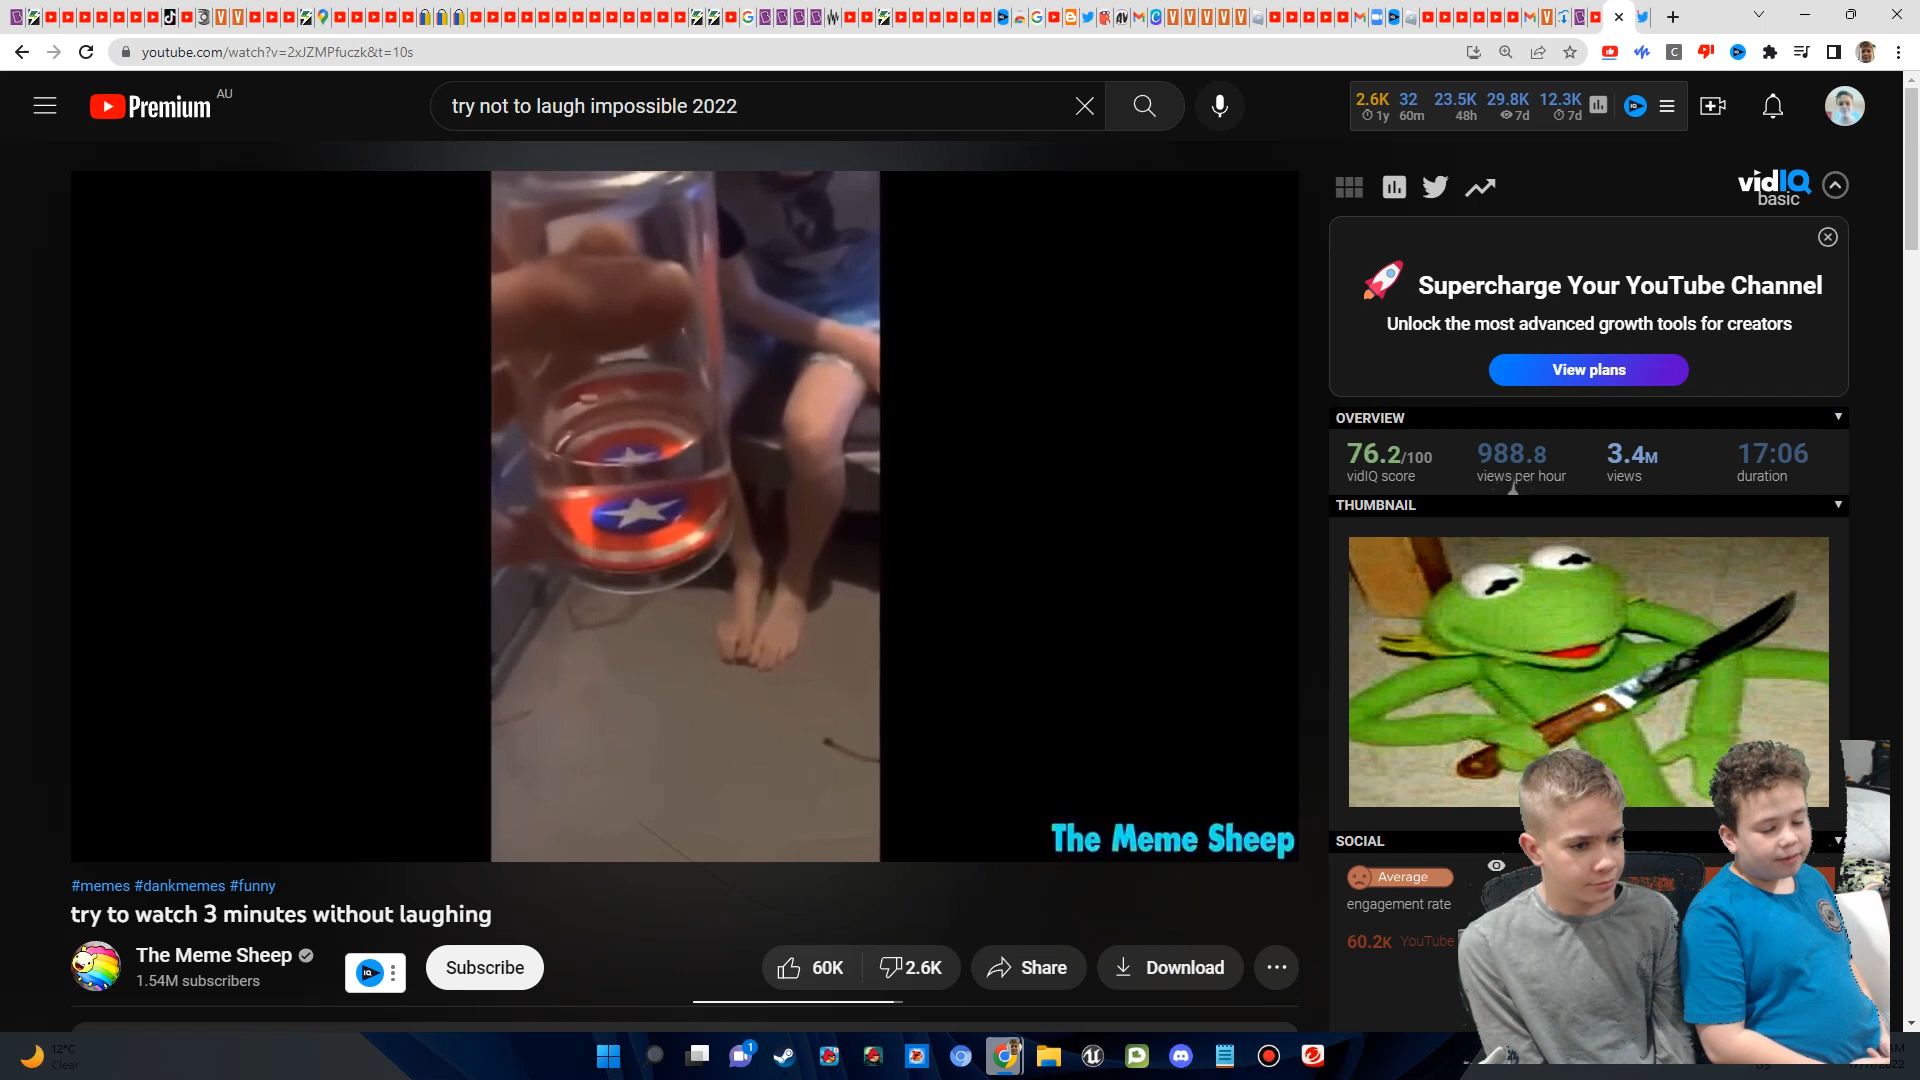 youtube.com/watch?v=2xJZMPfuczk&t=10s
Premium
AU
try not to laugh impossible 2022
2.6K 32 23.5K 29.8K 12.3K
1y 60m 48h 7d 7d
vidIQ
basic
Supercharge Your YouTube Channel
Unlock the most advanced growth tools for creators
View plans
OVERVIEW
76.2/100 988.8 3.4M 17:06
vidIQ score views per hour views duration
THUMBNAIL
The Meme Sheep
SOCIAL
Average
engagement rate
60.2K YouTube
#memes #dankmemes #funny
try to watch 3 minutes without laughing
The Meme Sheep
1.54M subscribers
Subscribe
60K
2.6K
Share
Download
12°C
Clear